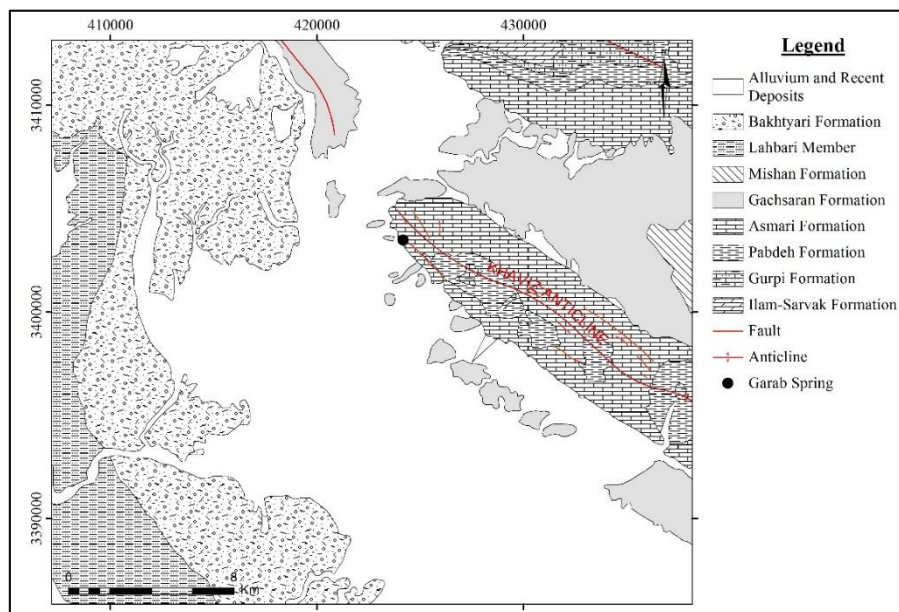 410000 420000 430000
3410000
3400000
3390000
KHAVIZ ANTICLINE
0 8
Km
Legend
Alluvium and Recent
Deposits
Bakhtyari Formation
Lahbari Member
Mishan Formation
Gachsaran Formation
Asmari Formation
Pabdeh Formation
Gurpi Formation
Ilam-Sarvak Formation
Fault
Anticline
Garab Spring